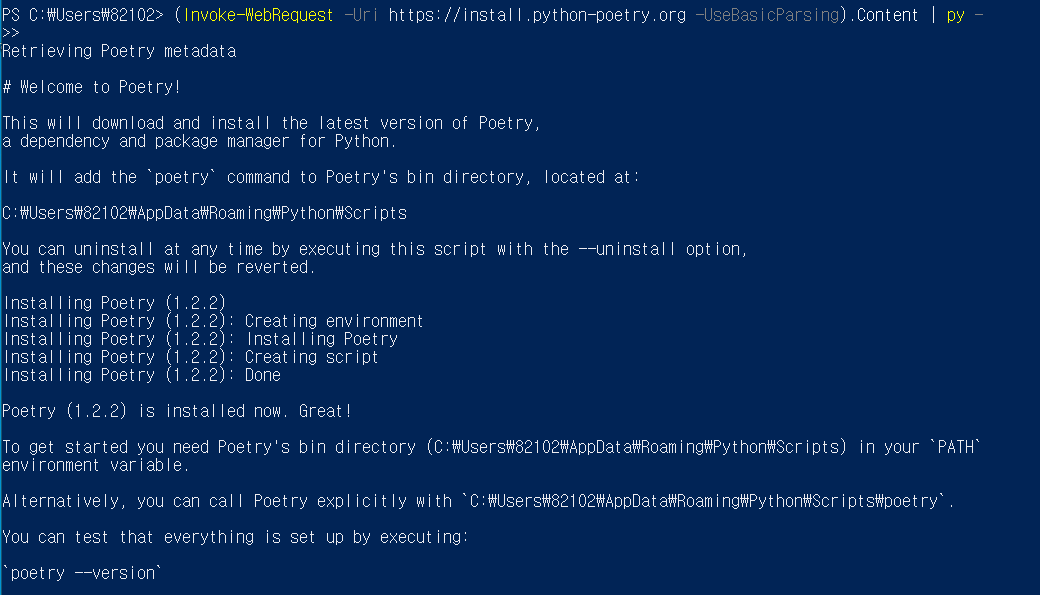 PS C:₩Users₩82102> (Invoke-WebRequest -Uri https://install.python-poetry.org -UseBasicParsing).Content | py -
>>
Retrieving Poetry metadata
# Welcome to Poetry!
This will download and install the latest version of Poetry,
a dependency and package manager for Python.
It will add the `poetry` command to Poetry's bin directory, located at:
C:₩Users₩82102₩AppData₩Roaming₩Python₩Scripts
You can uninstall at any time by executing this script with the --uninstall option,
and these changes will be reverted.
Installing Poetry (1.2.2)
Installing Poetry (1.2.2): Creating environment
Installing Poetry (1.2.2): Installing Poetry
Installing Poetry (1.2.2): Creating script
Installing Poetry (1.2.2): Done
Poetry (1.2.2) is installed now. Great!
To get started you need Poetry's bin directory (C:₩Users₩82102₩AppData₩Roaming₩Python₩Scripts) in your `PATH`
environment variable.
Alternatively, you can call Poetry explicitly with `C:₩Users₩82102₩AppData₩Roaming₩Python₩Scripts₩poetry`.
You can test that everything is set up by executing:
`poetry --version`